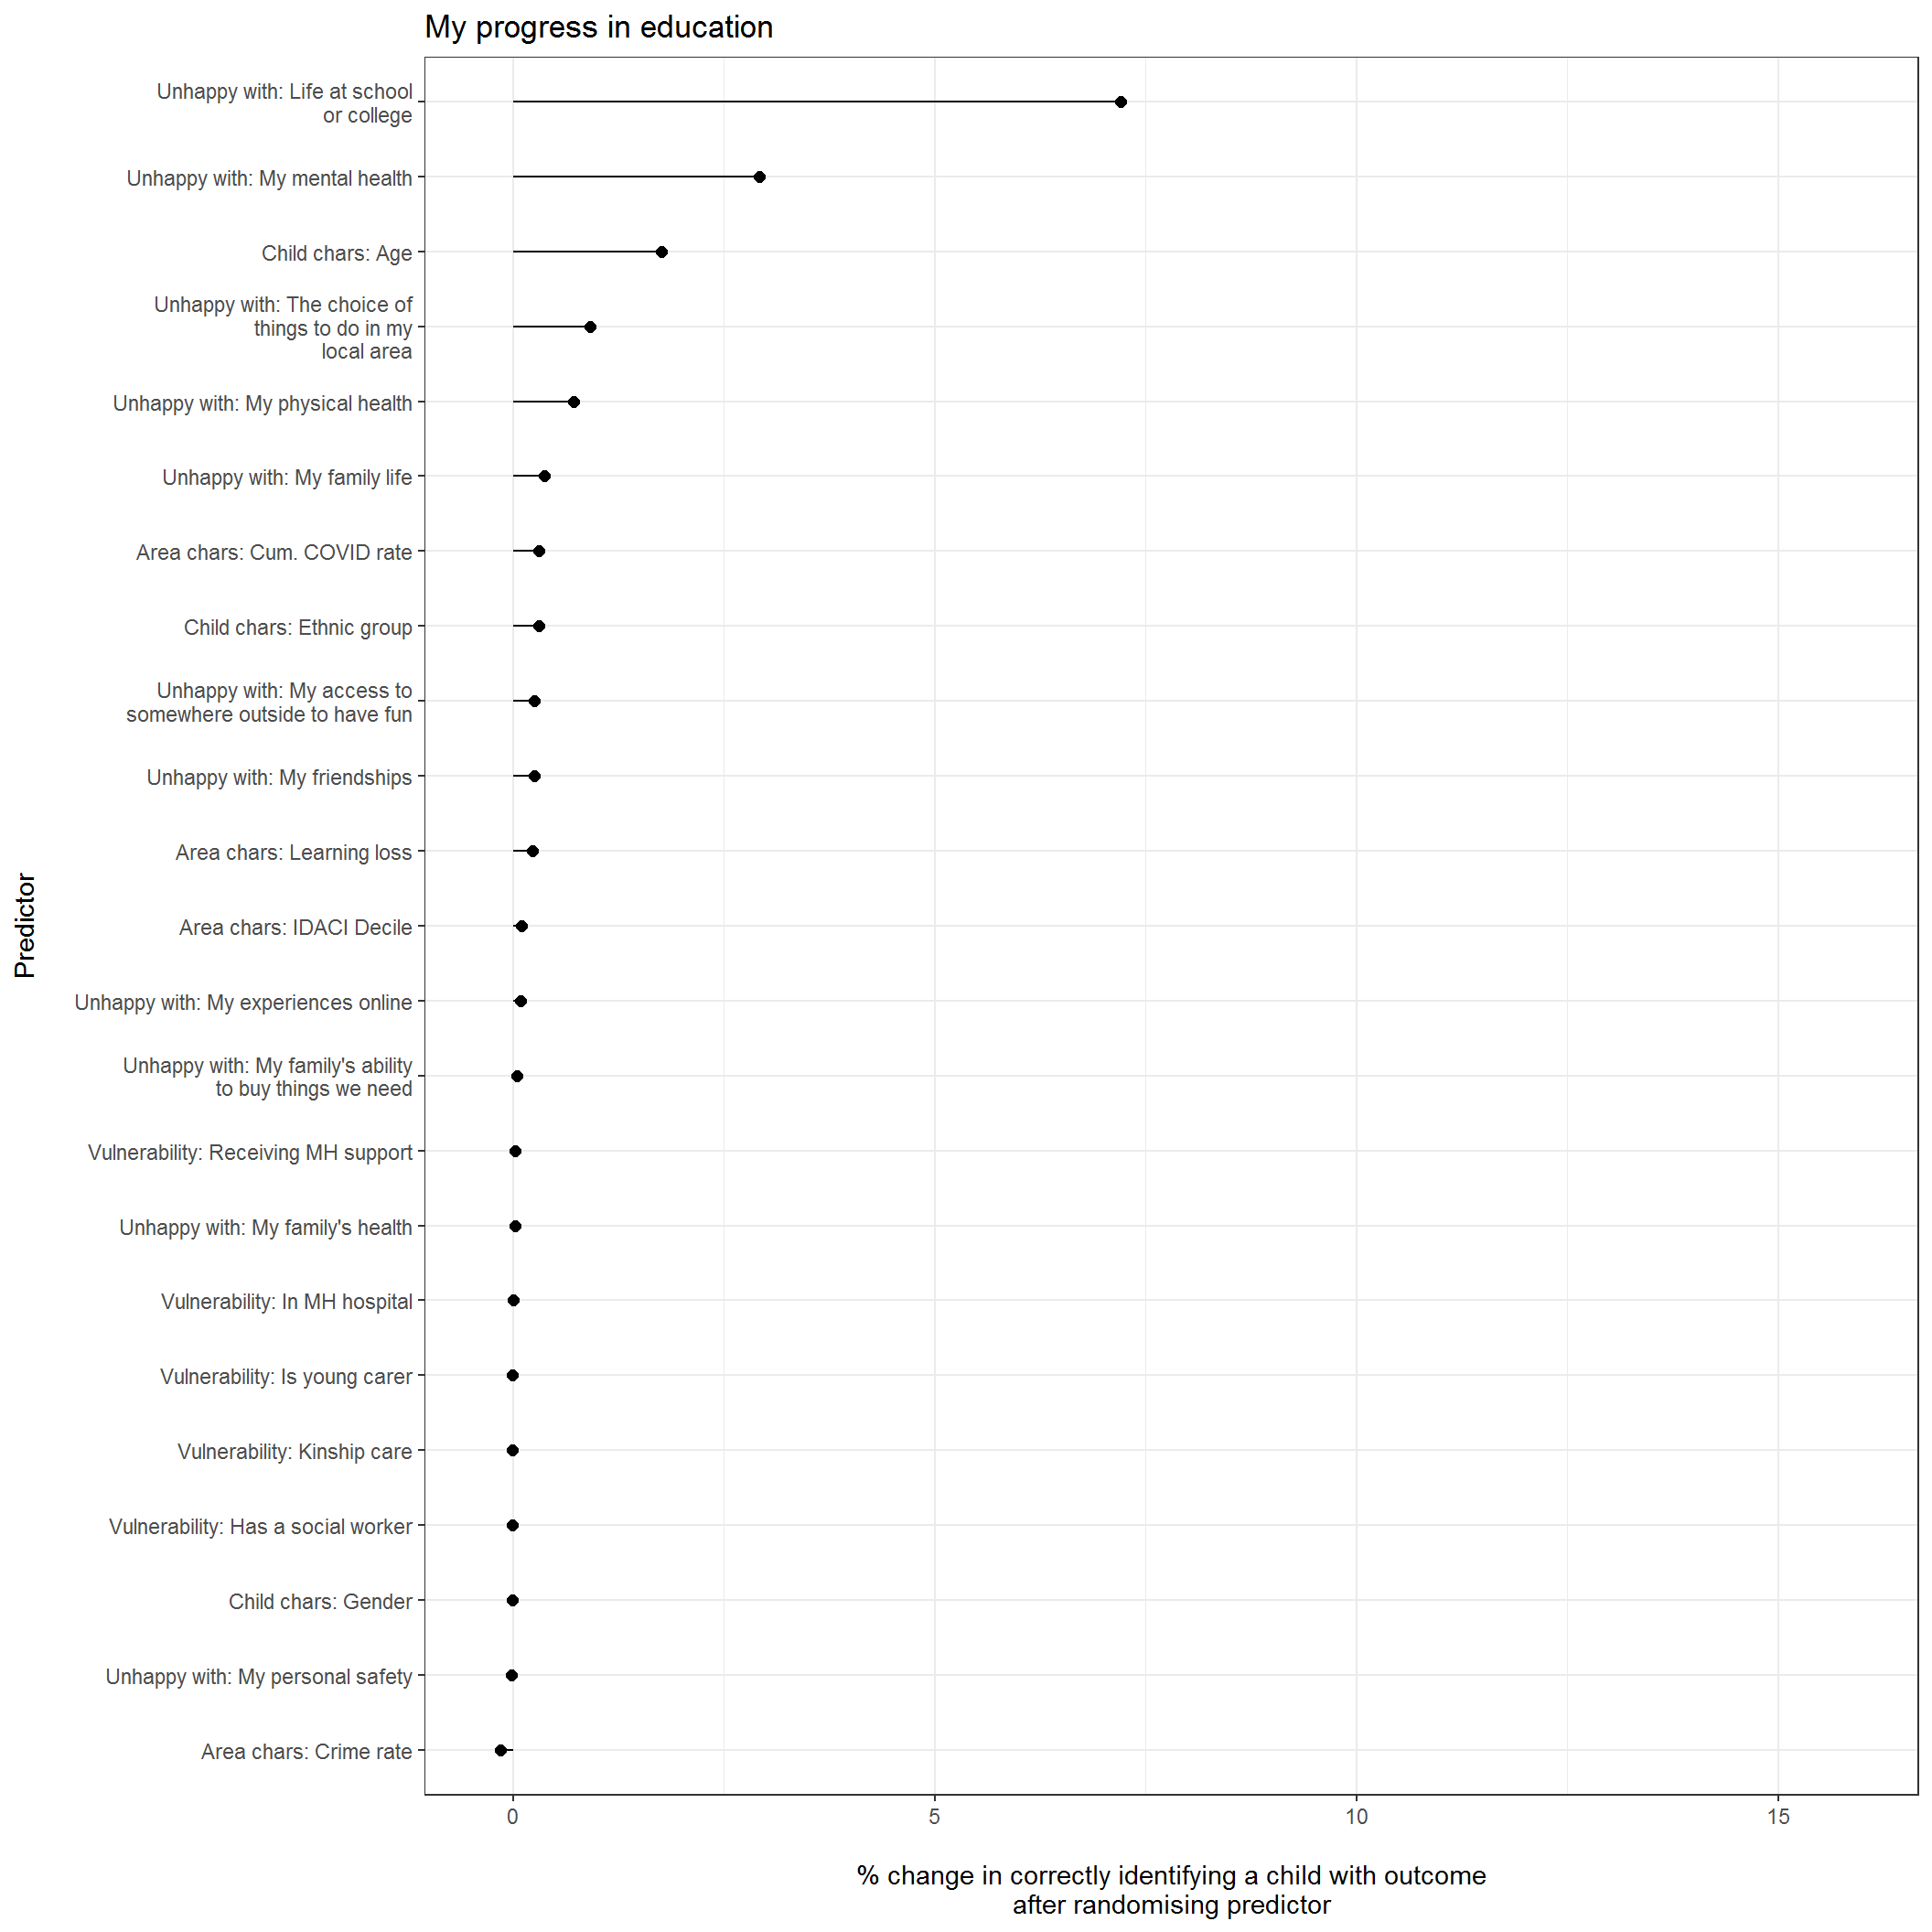 My progress in education
Unhappy with: Life at school
or college
Unhappy with: My mental health
Child chars: Age
Unhappy with: The choice of
things to do in my
local area
Unhappy with: My physical health
Unhappy with: My family life
Area chars: Cum. COVID rate
Child chars: Ethnic group
Unhappy with: My access to
somewhere outside to have fun
Unhappy with: My friendships
Area chars: Learning loss
Area chars: IDACI Decile
Unhappy with: My experiences online
Unhappy with: My family's ability
to buy things we need
Vulnerability: Receiving MH support
Unhappy with: My family's health
Vulnerability: In MH hospital
Vulnerability: Is young carer
Vulnerability: Kinship care
Vulnerability: Has a social worker
Child chars: Gender
Unhappy with: My personal safety
Area chars: Crime rate
Predictor
0 5 10 15
% change in correctly identifying a child with outcome
after randomising predictor